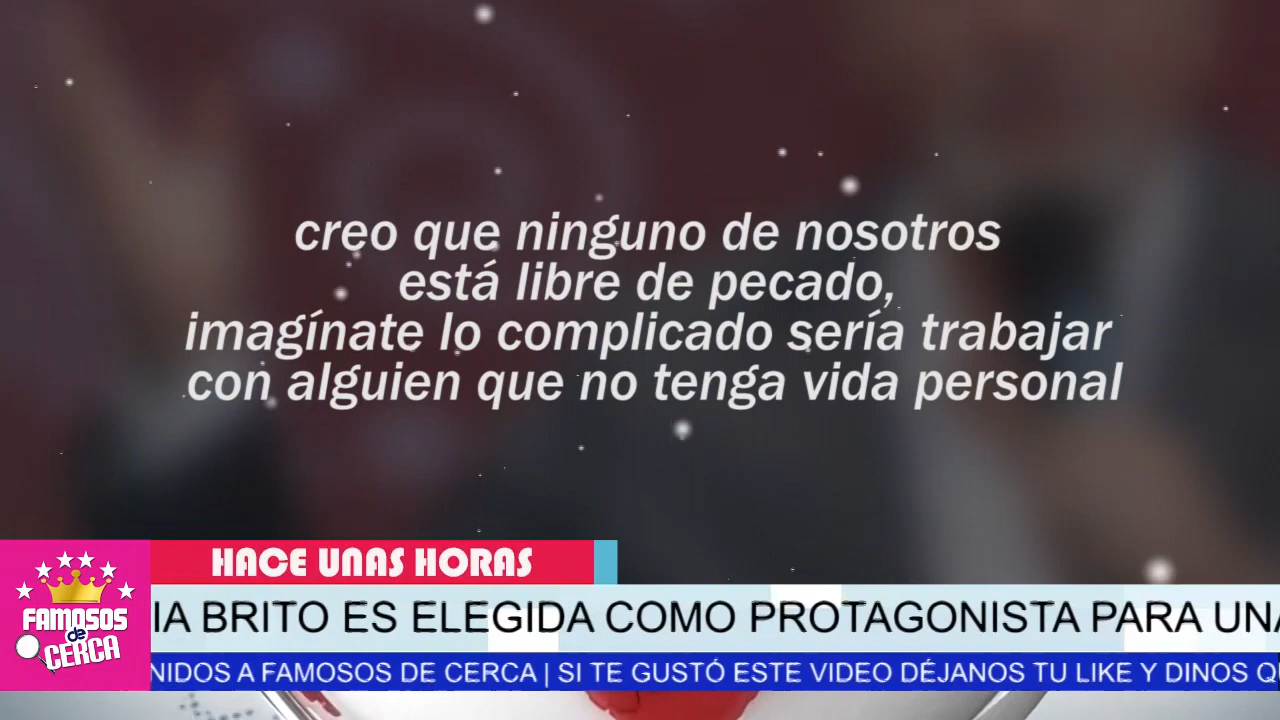 creo que ninguno de nosotros
está libre de pecado,
imagínate lo complicado sería trabajar
con alguien que no tenga vida personal
HACE UNAS HORAS
FAMOSOS
de
CERCA
IA BRITO ES ELEGIDA COMO PROTAGONISTA PARA UNA
NIDOS A FAMOSOS DE CERCA | SI TE GUSTÓ ESTE VIDEO DÉJANOS TU LIKE Y DINOS QU